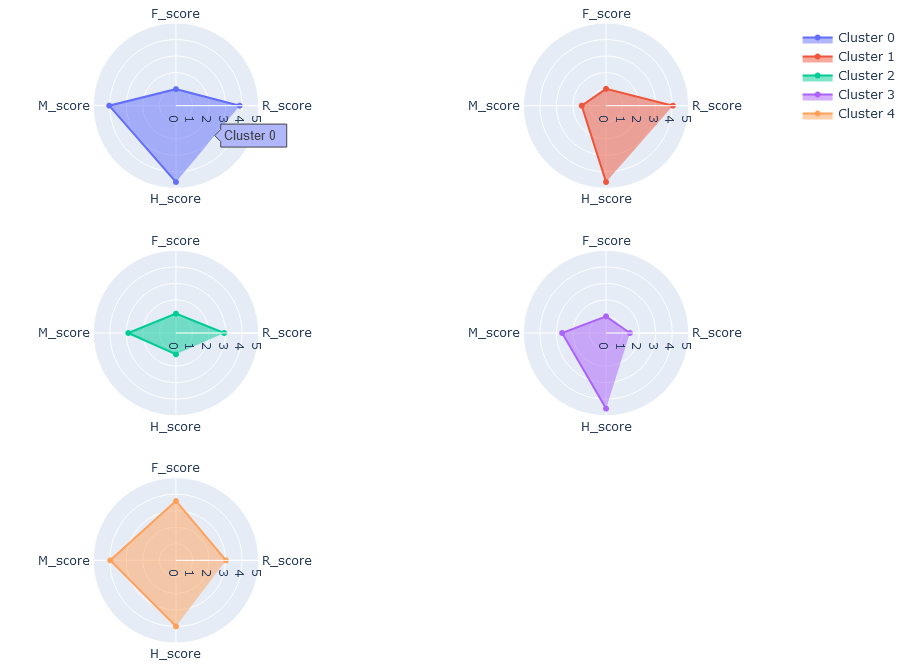 F_score
F_score
Cluster 0
Cluster 1
Cluster 2
Cluster 3
Cluster 4
M_score
R_score
M_score
R_score
0 1 2 3 4 5
0 1 2 3 4 5
Cluster 0
H_score
H_score
F_score
F_score
M_score
R_score
M_score
R_score
0 1 2 3 4 5
0 1 2 3 4 5
H_score
H_score
F_score
M_score
R_score
0 1 2 3 4 5
H_score